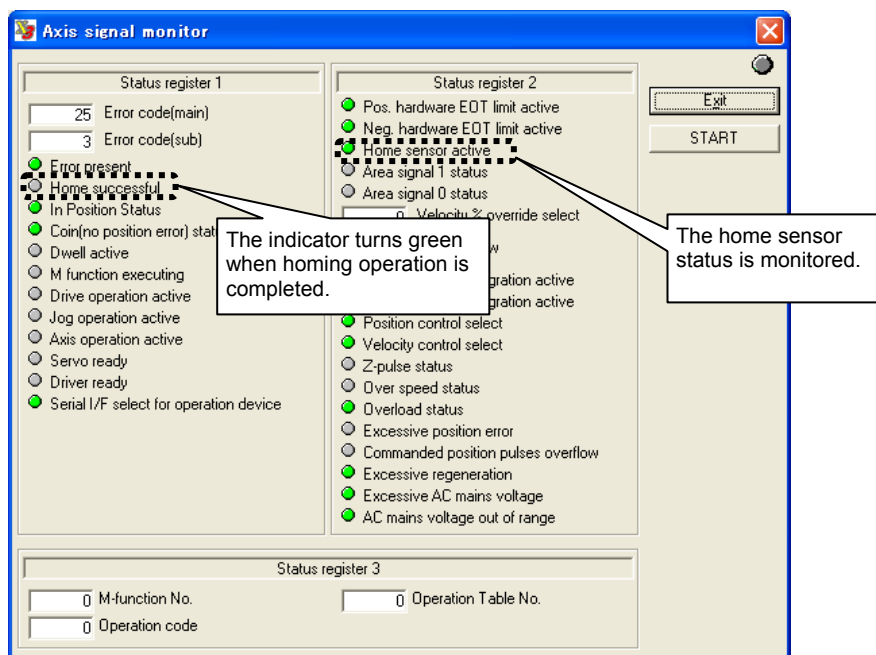 Axis signal monitor
Status register 1
25 Error code(main)
3 Error code(sub)
Error present
Home successful
In Position Status
Coin(no position error) stat
Dwell active
M function executing
Drive operation active
Jog operation active
Axis operation active
Servo ready
Driver ready
Serial I/F select for operation device
The indicator turns green
when homing operation is
completed.
Status register 2
Pos. hardware EOT limit active
Neg. hardware EOT limit active
Home sensor active
Area signal 1 status
Area signal 0 status
0 Velocity % override select
gration active
gration active
Position control select
Velocity control select
Z-pulse status
Over speed status
Overload status
Excessive position error
Commanded position pulses overflow
Excessive regeneration
Excessive AC mains voltage
AC mains voltage out of range
Exit
START
The home sensor
status is monitored.
Status register 3
0 M-function No.
0 Operation Table No.
0 Operation code